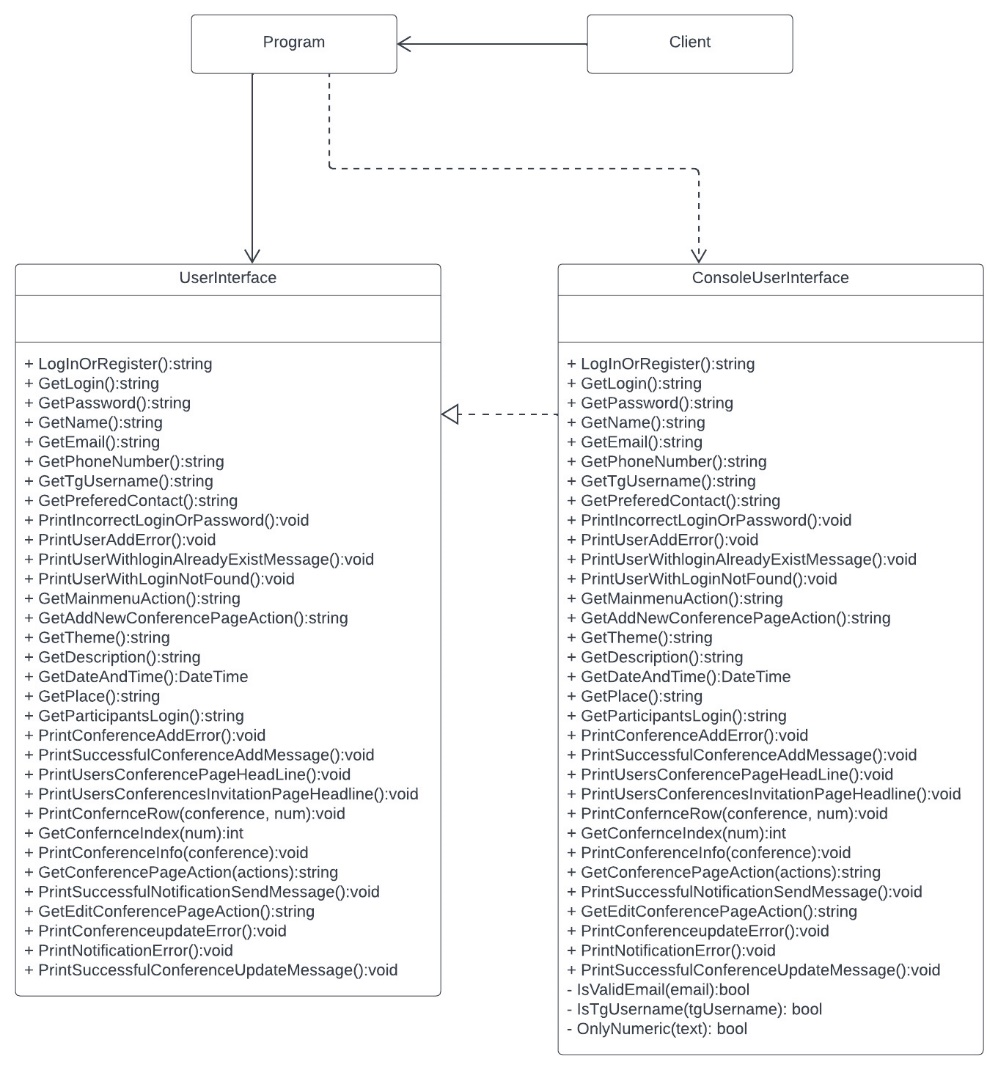 Program
Client
UserInterface
+ LogInOrRegister():string
+ GetLogin():string
+ GetPassword():string
+ GetName():string
+ GetEmail():string
+ GetPhoneNumber():string
+ GetTgUsername():string
+ GetPreferedContact():string
+ PrintIncorrectLoginOrPassword():void
+ PrintUserAddError():void
+ PrintUserWithloginAlreadyExistMessage():void
+ PrintUserWithLoginNotFound():void
+ GetMainmenuAction():string
+ GetAddNewConferencePageAction():string
+ GetTheme():string
+ GetDescription():string
+ GetDateAndTime():DateTime
+ GetPlace():string
+ GetParticipantsLogin():string
+ PrintConferenceAddError():void
+ PrintSuccessfulConferenceAddMessage():void
+ PrintUsersConferencePageHeadLine():void
+ PrintUsersConferencesInvitationPageHeadline():void
+ PrintConfernceRow(conference, num):void
+ GetConfernceIndex(num):int
+ PrintConferenceInfo(conference):void
+ GetConferencePageAction(actions):string
+ PrintSuccessfulNotificationSendMessage():void
+ GetEditConferencePageAction():string
+ PrintConferenceupdateError():void
+ PrintNotificationError():void
+ PrintSuccessfulConferenceUpdateMessage():void
ConsoleUserInterface
+ LogInOrRegister():string
+ GetLogin():string
+ GetPassword():string
+ GetName():string
+ GetEmail():string
+ GetPhoneNumber():string
+ GetTgUsername():string
+ GetPreferedContact():string
+ PrintIncorrectLoginOrPassword():void
+ PrintUserAddError():void
+ PrintUserWithloginAlreadyExistMessage():void
+ PrintUserWithLoginNotFound():void
+ GetMainmenuAction():string
+ GetAddNewConferencePageAction():string
+ GetTheme():string
+ GetDescription():string
+ GetDateAndTime():DateTime
+ GetPlace():string
+ GetParticipantsLogin():string
+ PrintConferenceAddError():void
+ PrintSuccessfulConferenceAddMessage():void
+ PrintUsersConferencePageHeadLine():void
+ PrintUsersConferencesInvitationPageHeadline():void
+ PrintConfernceRow(conference, num):void
+ GetConfernceIndex(num):int
+ PrintConferenceInfo(conference):void
+ GetConferencePageAction(actions):string
+ PrintSuccessfulNotificationSendMessage():void
+ GetEditConferencePageAction():string
+ PrintConferenceupdateError():void
+ PrintNotificationError():void
+ PrintSuccessfulConferenceUpdateMessage():void
- IsValidEmail(email):bool
- IsTgUsername(tgUsername): bool
- OnlyNumeric(text): bool